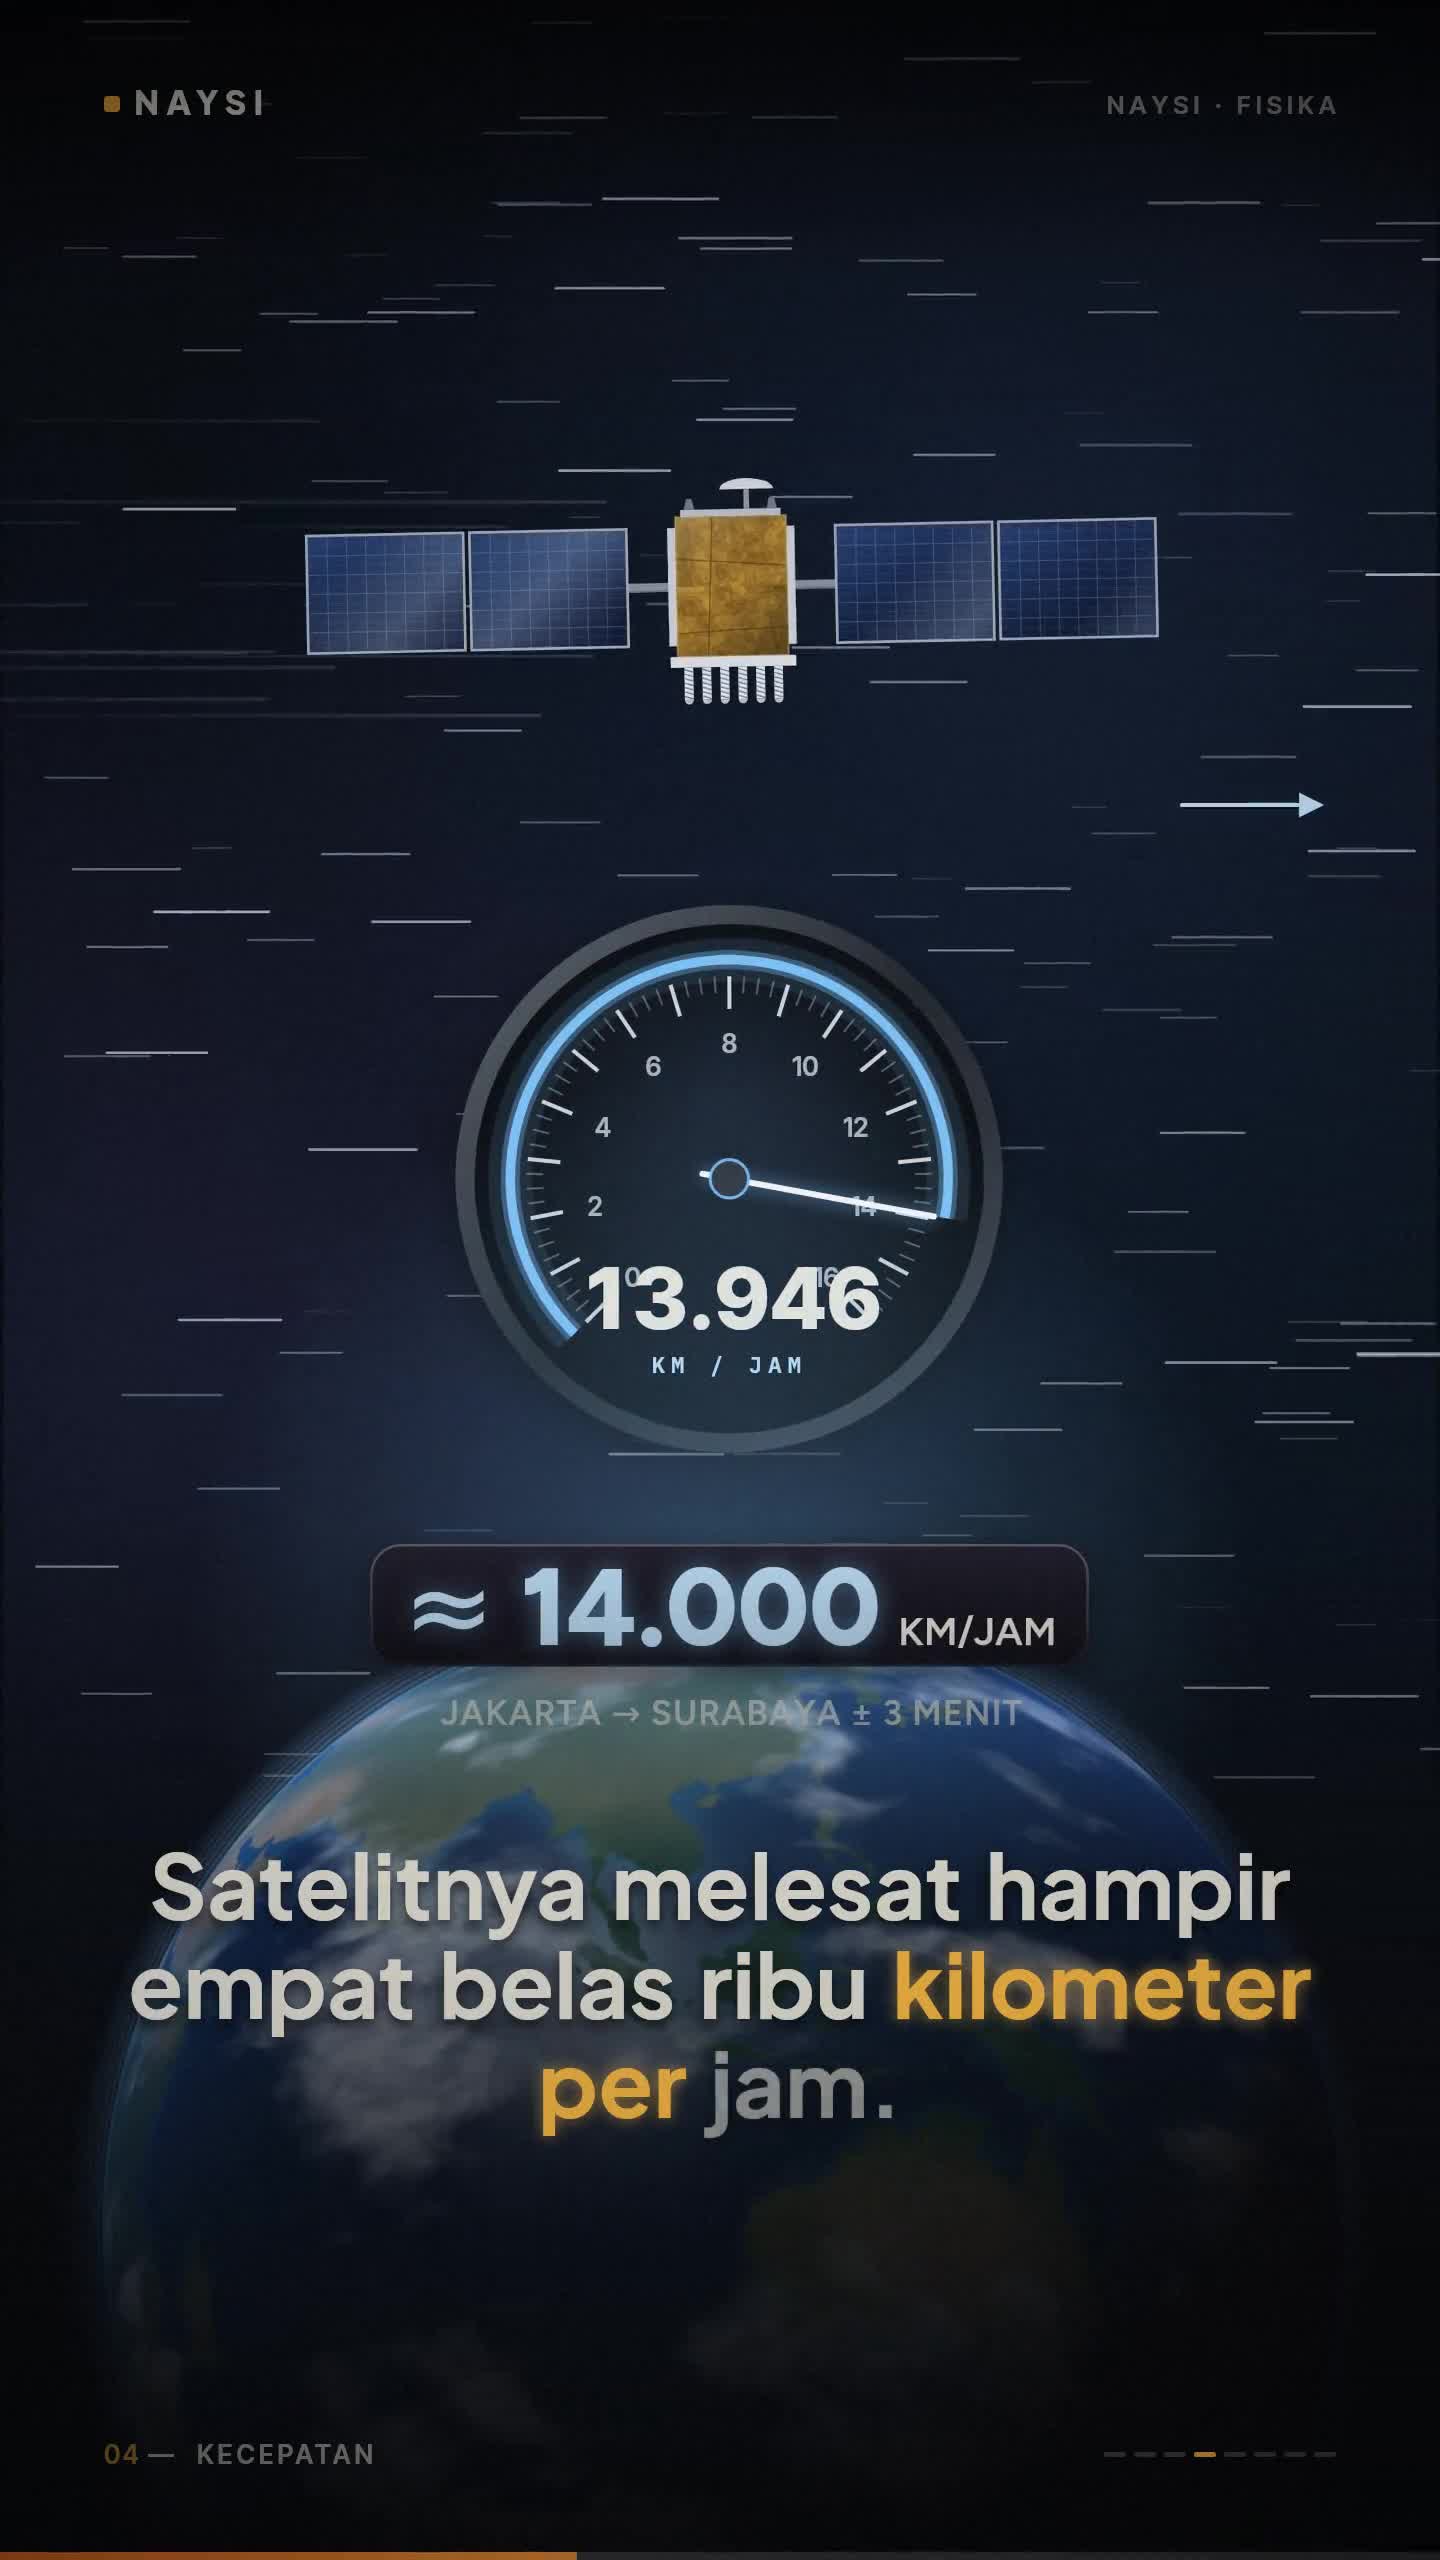 NAYSI
NAYSI · FISIKA
8
6
10
4
12
2
14
0
16
13.946
KM / JAM
≈ 14.000 KM/JAM
JAKARTA → SURABAYA ± 3 MENIT
Satelitnya melesat hampir
empat belas ribu kilometer
per jam.
04 — KECEPATAN